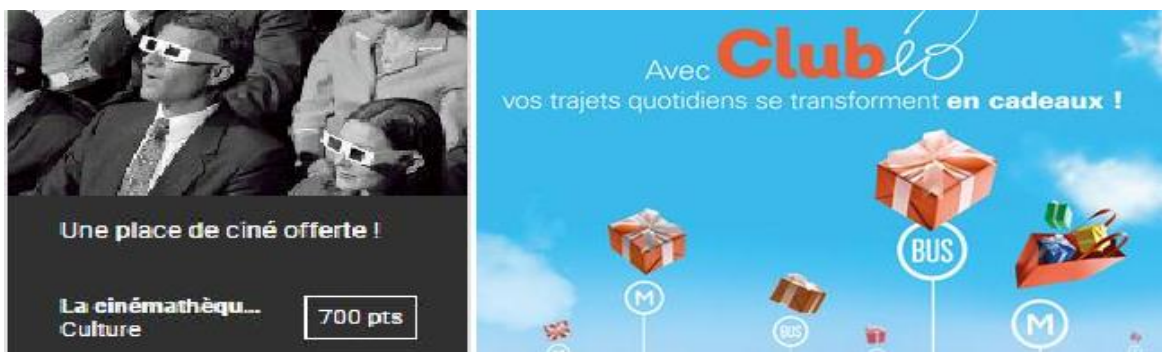 Une place de ciné offerte !
La cinémathèqu...
Culture
700 pts
Avec Clubéo
vos trajets quotidiens se transforment en cadeaux !
BUS
M
M
BUS